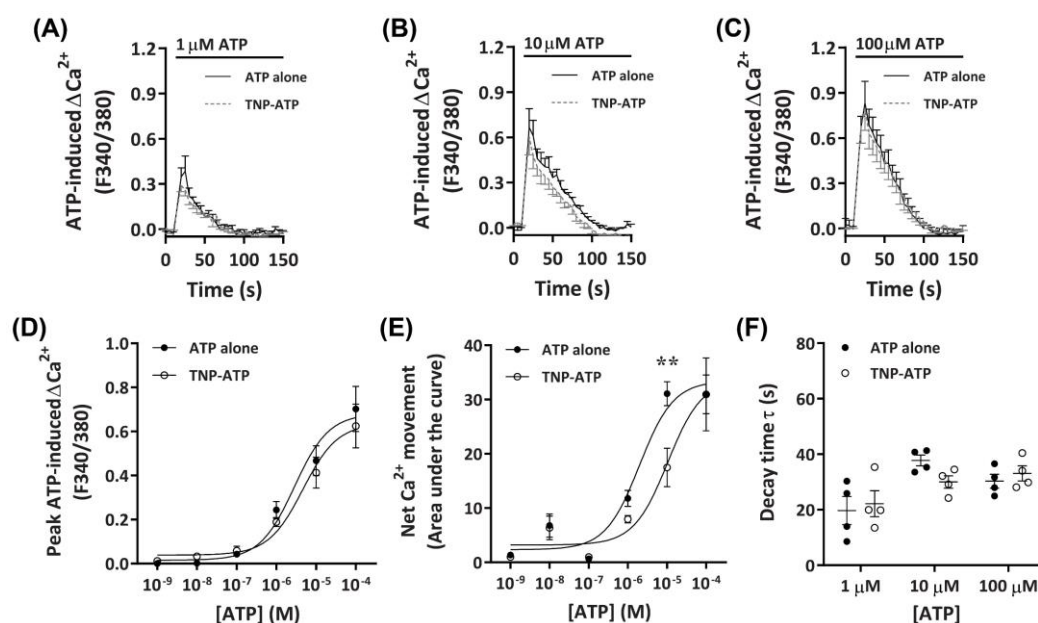 (A)
1 μM ATP
ATP alone
TNP-ATP
ATP-induced ΔCa²⁺
(F340/380)
1.2
0.9
0.6
0.3
0.0
0 50 100 150
Time (s)
(B)
10 μM ATP
ATP alone
TNP-ATP
ATP-induced ΔCa²⁺
(F340/380)
1.2
0.9
0.6
0.3
0.0
0 50 100 150
Time (s)
(C)
100μM ATP
ATP alone
TNP-ATP
ATP-induced ΔCa²⁺
(F340/380)
1.2
0.9
0.6
0.3
0.0
0 50 100 150
Time (s)
(D)
ATP alone
TNP-ATP
Peak ATP-induced ΔCa²⁺
(F340/380)
1.0
0.8
0.6
0.4
0.2
0.0
10⁻⁹ 10⁻⁸ 10⁻⁷ 10⁻⁶ 10⁻⁵ 10⁻⁴
[ATP] (M)
(E)
ATP alone
TNP-ATP
**
Net Ca²⁺ movement
(Area under the curve)
40
30
20
10
0
10⁻⁹ 10⁻⁸ 10⁻⁷ 10⁻⁶ 10⁻⁵ 10⁻⁴
[ATP] (M)
(F)
ATP alone
TNP-ATP
Decay time τ (s)
80
60
40
20
0
1 μM 10 μM 100 μM
[ATP]